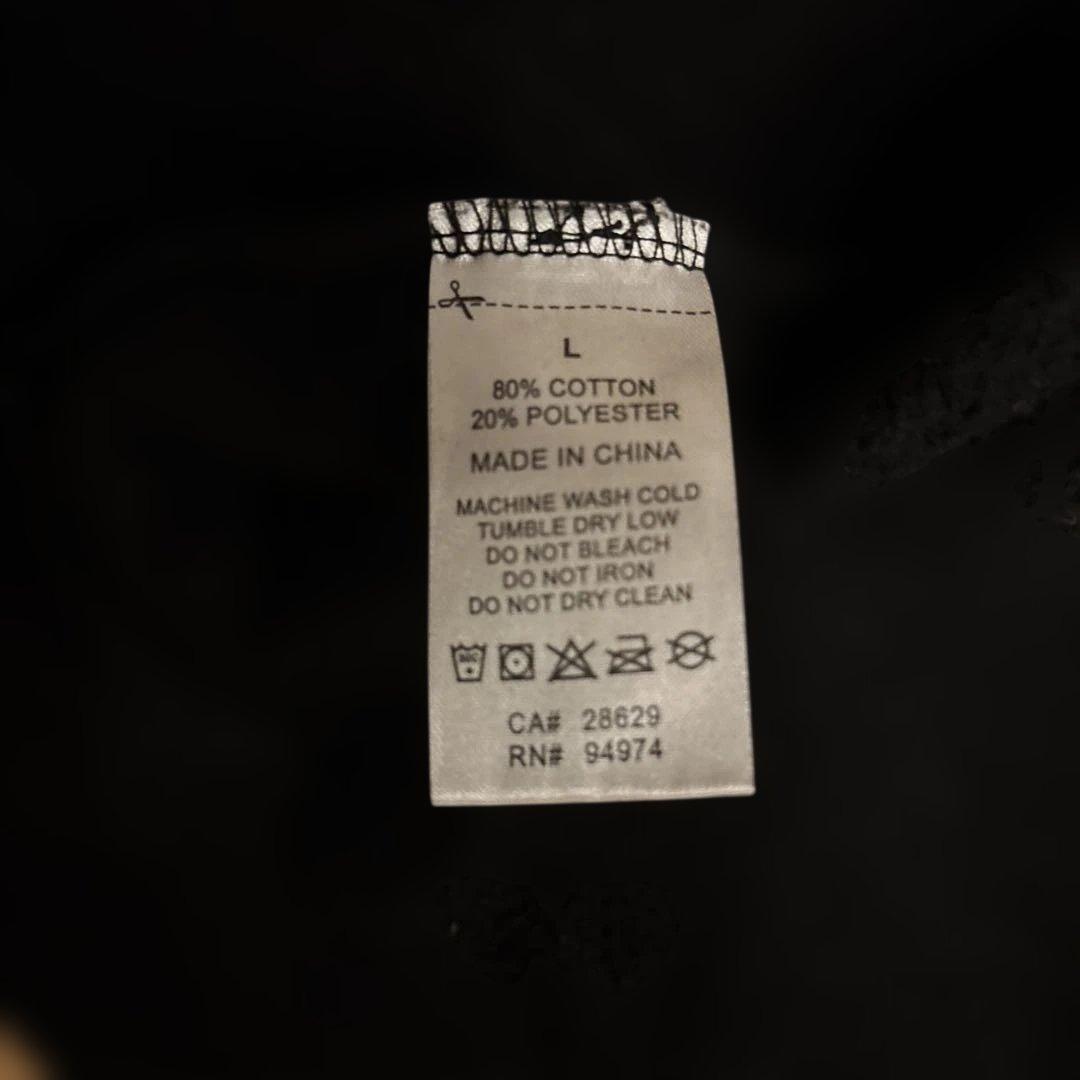 L
80% COTTON
20% POLYESTER
MADE IN CHINA
MACHINE WASH COLD
TUMBLE DRY LOW
DO NOT BLEACH
DO NOT IRON
DO NOT DRY CLEAN
30C
CA# 28629
RN# 94974